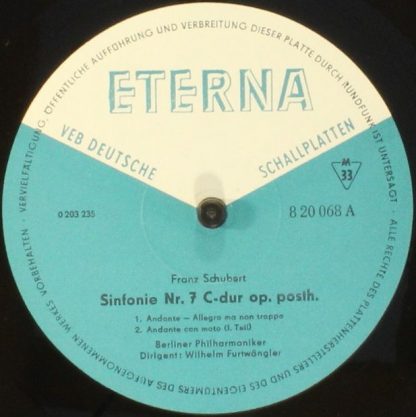 VERVIELFÄLTIGUNG, ÖFFENTLICHE AUFFÜHRUNG UND VERBREITUNG DIESER PLATTE DURCH RUNDFUNK IST UNTERSAGT · ALLE RECHTE DES PLATTENHERSTELLERS UND DES EIGENTÜMERS DES AUFGENOMMENEN WERKES VORBEHALTEN ·
ETERNA
VEB DEUTSCHE SCHALLPLATTEN
M
33
0 203 235
8 20 068 A
Franz Schubert
Sinfonie Nr. 7 C-dur op. posth.
1. Andante – Allegro ma non troppo
2. Andante con moto (I. Teil)
Berliner Philharmoniker
Dirigent: Wilhelm Furtwängler